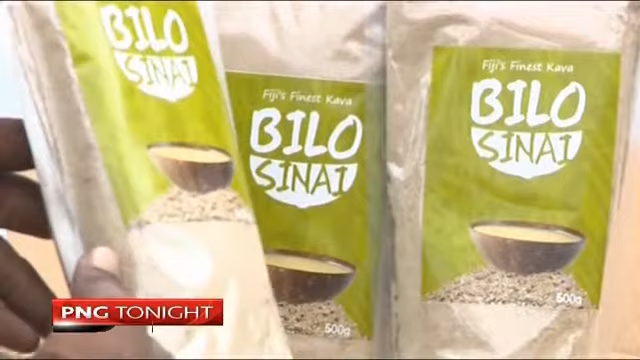 BILO
SINAI
Fiji's Finest Kava
BILO
SINAI
500g
Fiji's Finest Kava
BILO
SINAI
500g
PNG TONIGHT